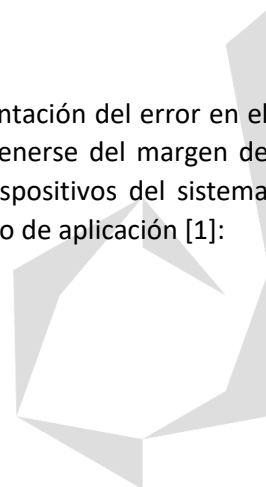 ntación del error en el
enerse del margen de
spositivos del sistema
o de aplicación [1]: